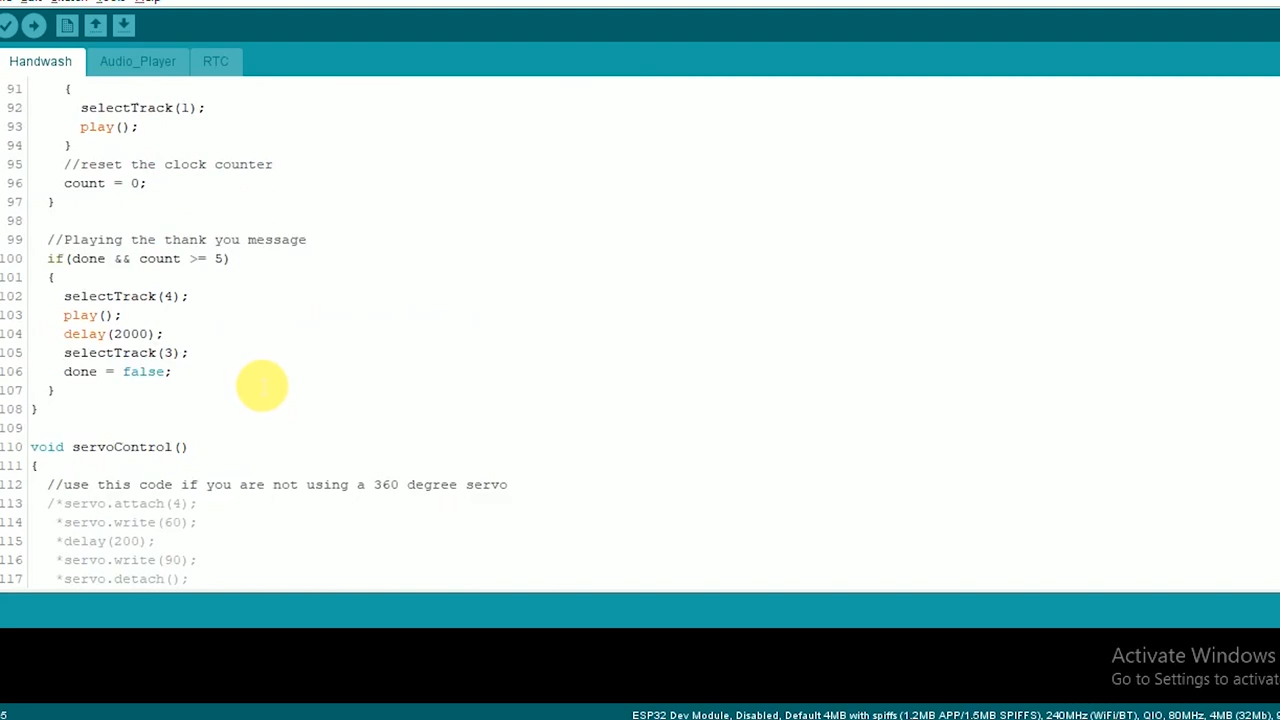 Handwash Audio_Player RTC
91 {
92 selectTrack(1);
93 play();
94 }
95 //reset the clock counter
96 count = 0;
97 }
98
99 //Playing the thank you message
100 if(done && count >= 5)
101 {
102 selectTrack(4);
103 play();
104 delay(2000);
105 selectTrack(3);
106 done = false;
107 }
108 }
109
110 void servoControl()
111 {
112 //use this code if you are not using a 360 degree servo
113 /*servo.attach(4);
114 *servo.write(60);
115 *delay(200);
116 *servo.write(90);
117 *servo.detach();
Activate Windows
Go to Settings to activat
5 ESP32 Dev Module, Disabled, Default 4MB with spiffs (1.2MB APP/1.5MB SPIFFS), 240MHz (WiFi/BT), QIO, 80MHz, 4MB (32Mb),